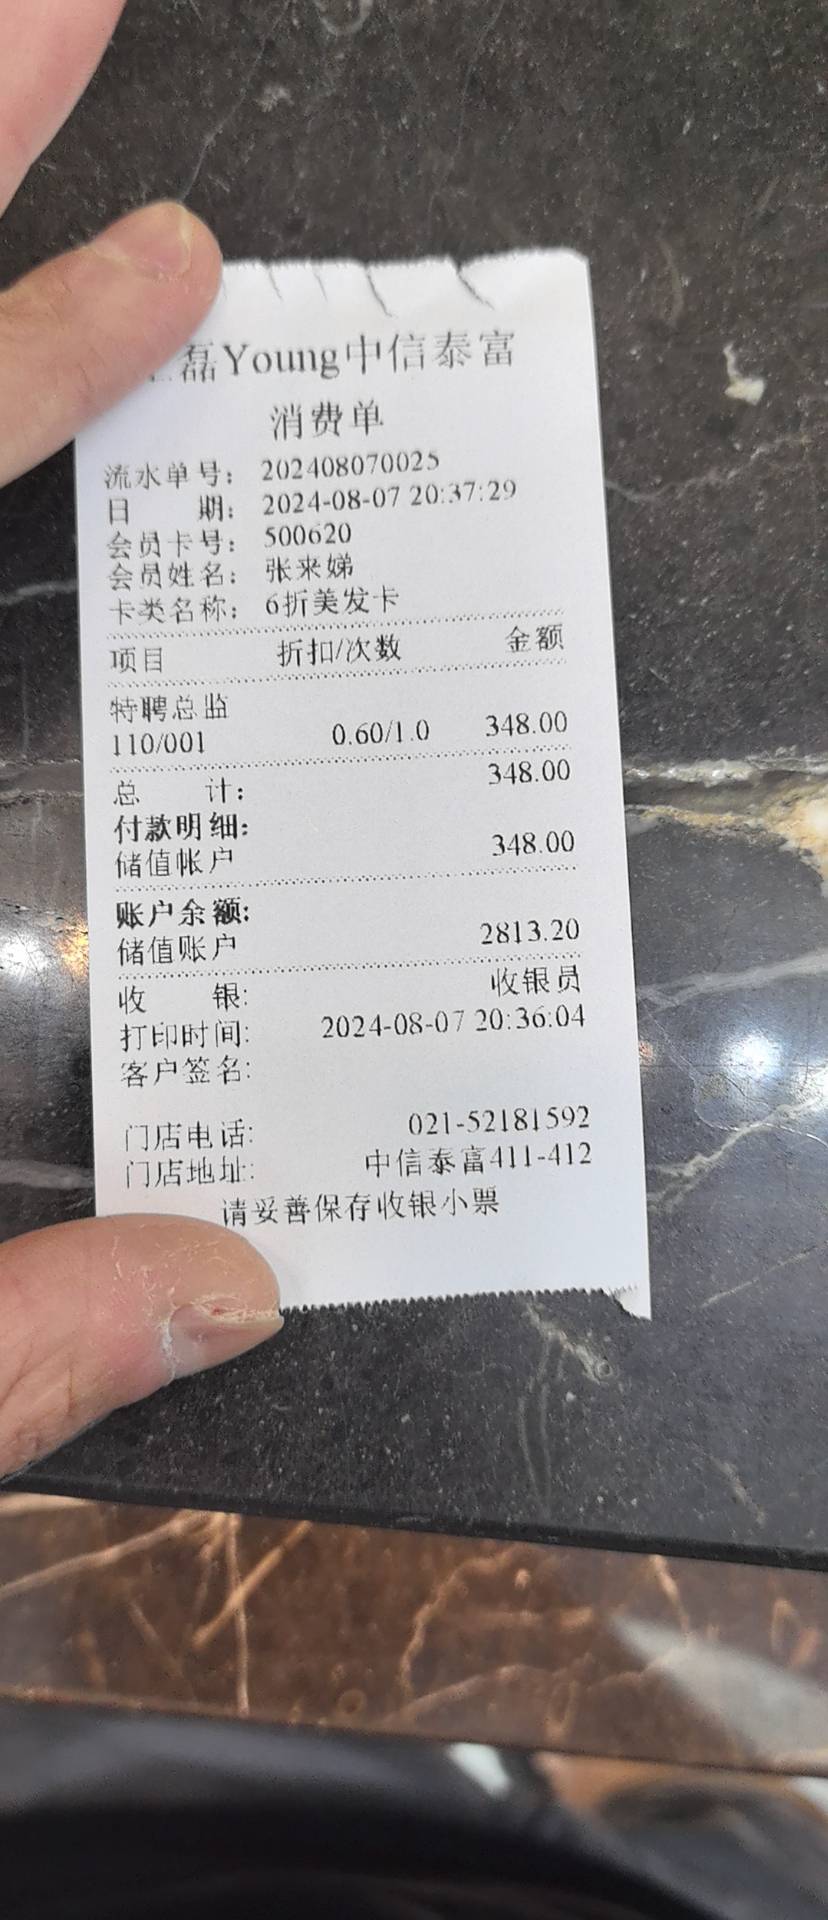 磊Young中信泰富
消费单
流水单号： 202408070025
日 期： 2024-08-07 20:37:29
会员卡号： 500620
会员姓名： 张来娣
卡类名称： 6折美发卡
项目 折扣/次数 金额
特聘总监
110/001 0.60/1.0 348.00
总 计： 348.00
付款明细:
储值帐户 348.00
账户余额:
储值账户 2813.20
收 银: 收银员
打印时间: 2024-08-07 20:36:04
客户签名:
门店电话: 021-52181592
门店地址: 中信泰富411-412
请妥善保存收银小票